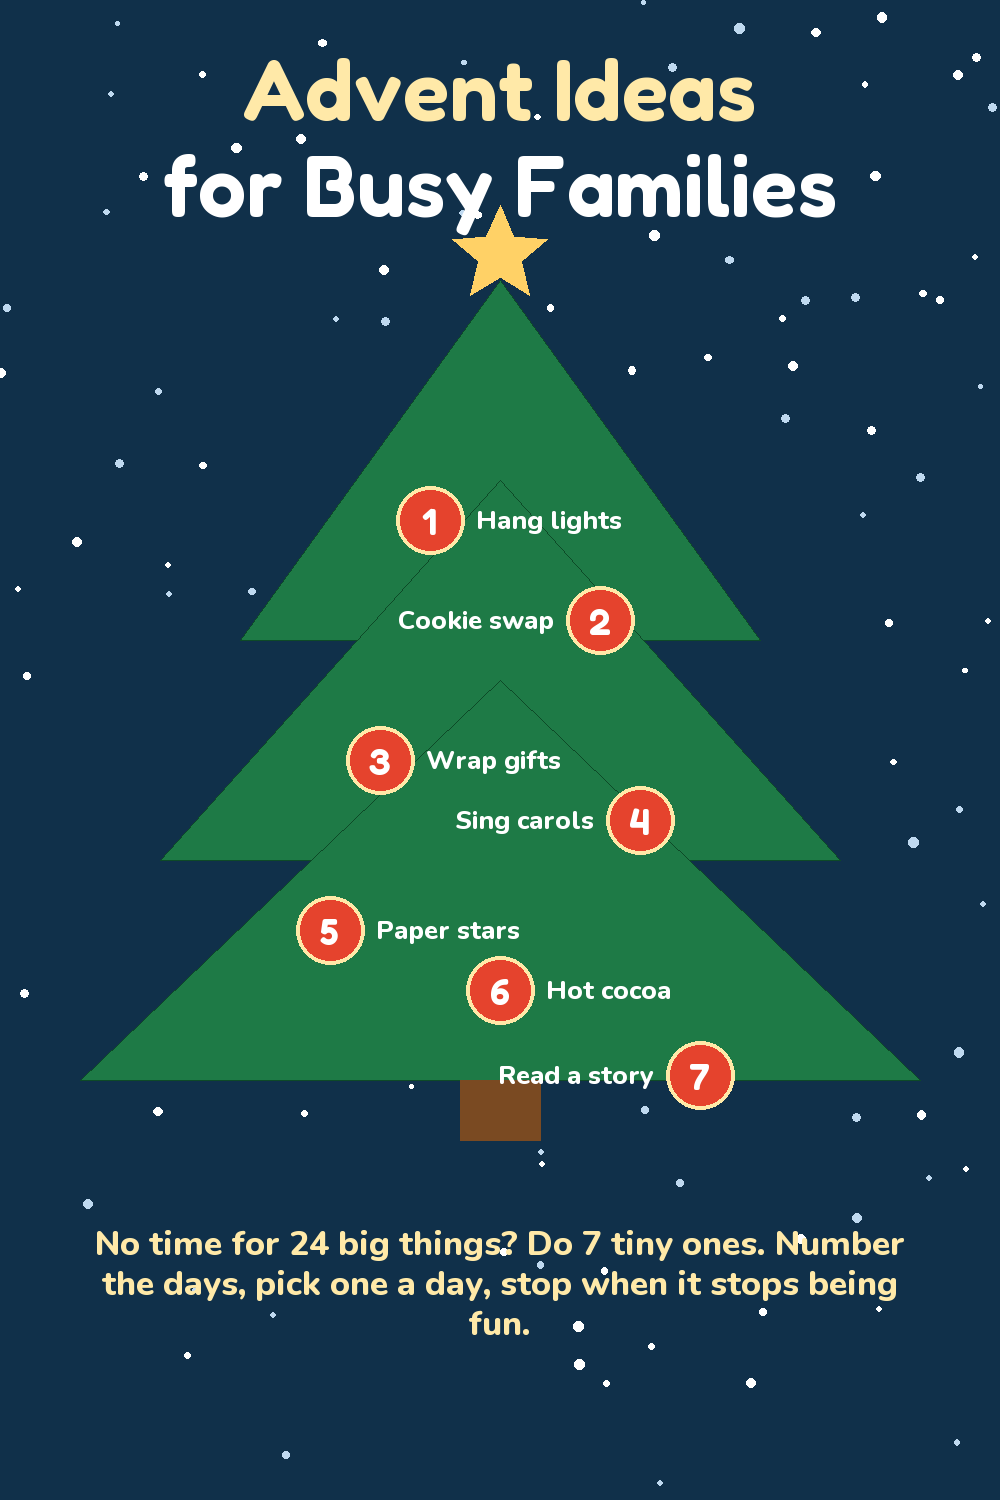 Advent Ideas
for Busy Families
1 Hang lights
Cookie swap 2
3 Wrap gifts
Sing carols 4
5 Paper stars
6 Hot cocoa
Read a story 7
No time for 24 big things? Do 7 tiny ones. Number
the days, pick one a day, stop when it stops being
fun.